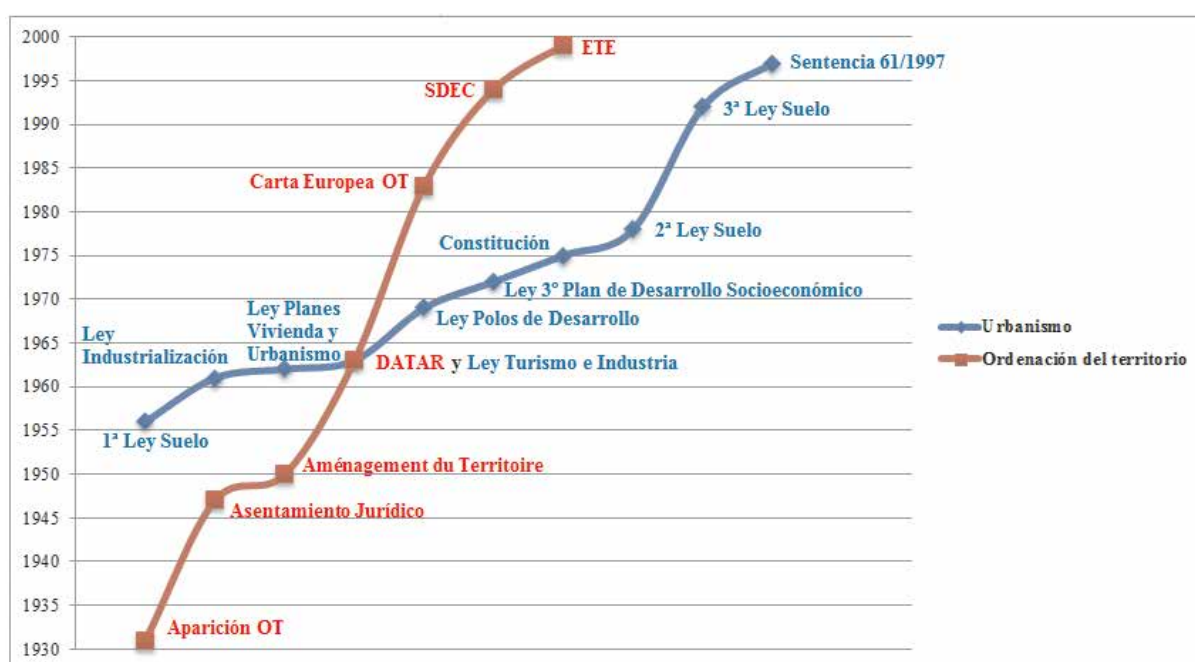 2000
1995
1990
1985
1980
1975
1970
1965
1960
1955
1950
1945
1940
1935
1930
ETE
Sentencia 61/1997
SDEC
3ª Ley Suelo
Carta Europea OT
2ª Ley Suelo
Constitución
Ley 3º Plan de Desarrollo Socioeconómico
Ley Polos de Desarrollo
Ley Planes
Vivienda y
Urbanismo
Ley
Industrialización
DATAR y Ley Turismo e Industria
1ª Ley Suelo
Aménagement du Territoire
Asentamiento Jurídico
Aparición OT
Urbanismo
Ordenación del territorio